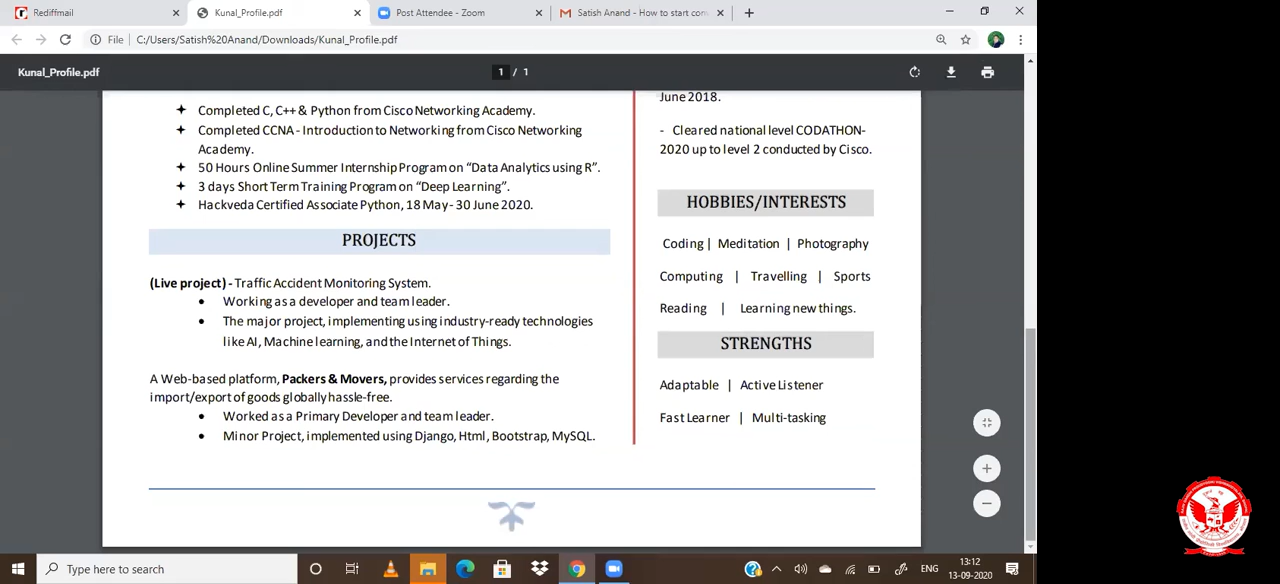 Rediffmail
Kunal_Profile.pdf
Post Attendee - Zoom
Satish Anand - How to start con
File
C:/Users/Satish%20Anand/Downloads/Kunal_Profile.pdf
Kunal_Profile.pdf
1 / 1
Completed C, C++ & Python from Cisco Networking Academy.
Completed CCNA - Introduction to Networking from Cisco Networking
Academy.
50 Hours Online Summer Internship Program on “Data Analytics using R”.
3 days Short Term Training Program on “Deep Learning”.
Hackveda Certified Associate Python, 18 May - 30 June 2020.
PROJECTS
(Live project) - Traffic Accident Monitoring System.
• Working as a developer and team leader.
• The major project, implementing using industry-ready technologies
like AI, Machine learning, and the Internet of Things.
A Web-based platform, Packers & Movers, provides services regarding the
import/export of goods globally hassle-free.
• Worked as a Primary Developer and team leader.
• Minor Project, implemented using Django, Html, Bootstrap, MySQL.
June 2018.
- Cleared national level CODATHON-
2020 up to level 2 conducted by Cisco.
HOBBIES/INTERESTS
Coding | Meditation | Photography
Computing | Travelling | Sports
Reading | Learning new things.
STRENGTHS
Adaptable | Active Listener
Fast Learner | Multi-tasking
Type here to search
ENG
13:12
13-09-2020